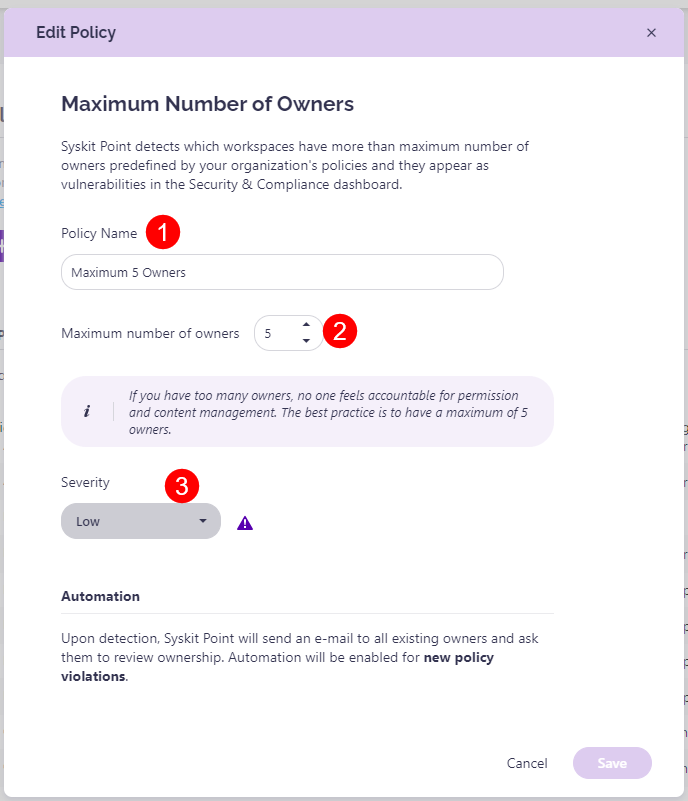 Edit Policy
Maximum Number of Owners
Syskit Point detects which workspaces have more than maximum number of
owners predefined by your organization's policies and they appear as
vulnerabilities in the Security & Compliance dashboard.
Policy Name 1
Maximum 5 Owners
Maximum number of owners 5 2
i If you have too many owners, no one feels accountable for permission
and content management. The best practice is to have a maximum of 5
owners.
Severity 3
Low
Automation
Upon detection, Syskit Point will send an e-mail to all existing owners and ask
them to review ownership. Automation will be enabled for new policy
violations.
Cancel Save